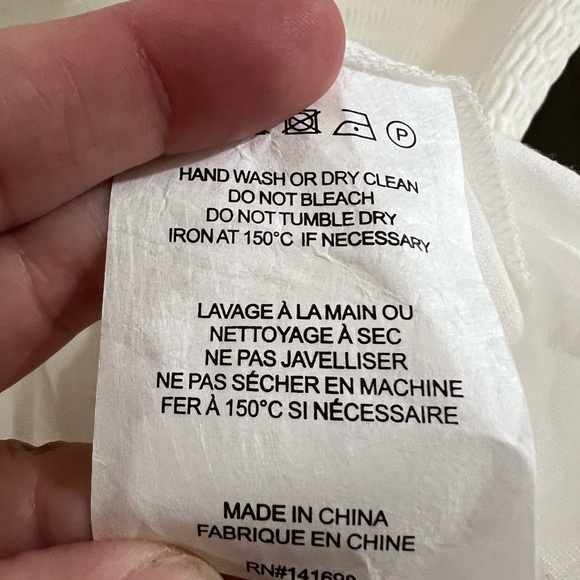 P
HAND WASH OR DRY CLEAN
DO NOT BLEACH
DO NOT TUMBLE DRY
IRON AT 150°C IF NECESSARY
LAVAGE À LA MAIN OU
NETTOYAGE À SEC
NE PAS JAVELLISER
NE PAS SÉCHER EN MACHINE
FER À 150°C SI NÉCESSAIRE
MADE IN CHINA
FABRIQUE EN CHINE